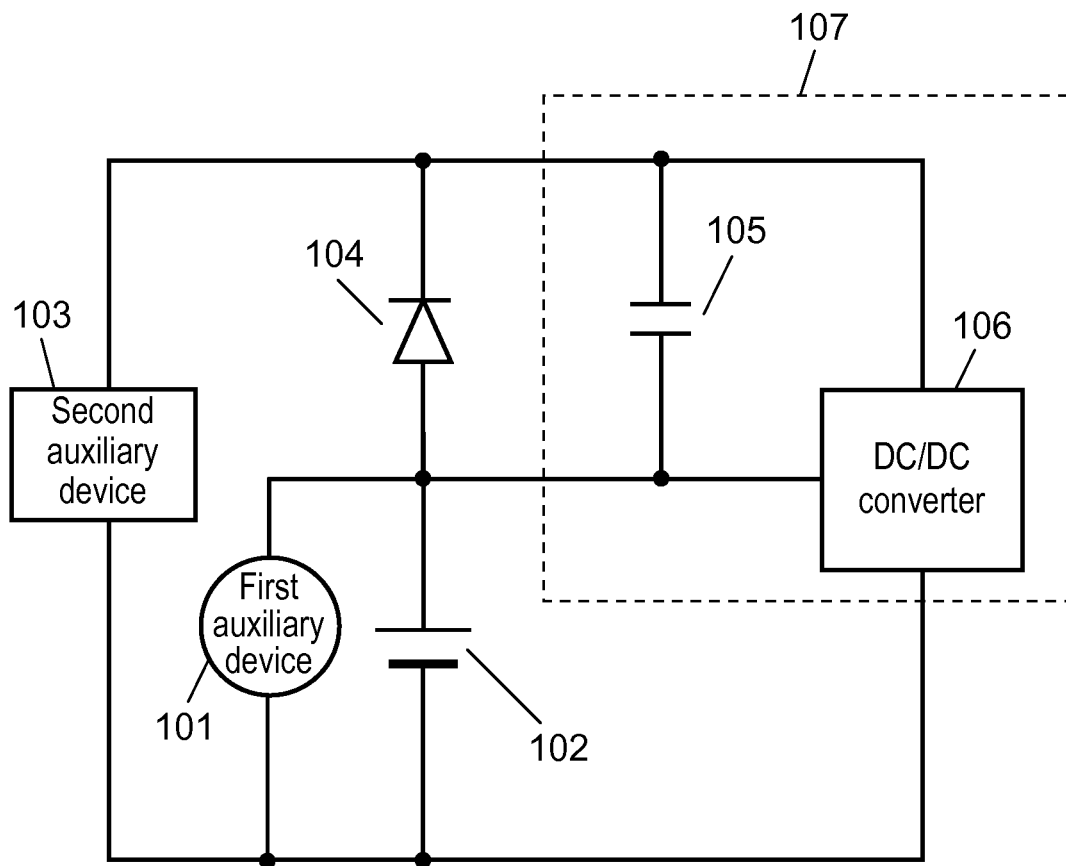 107
105
104
103
106
Second
auxiliary
device
DC/DC
converter
First
auxiliary
device
101
102